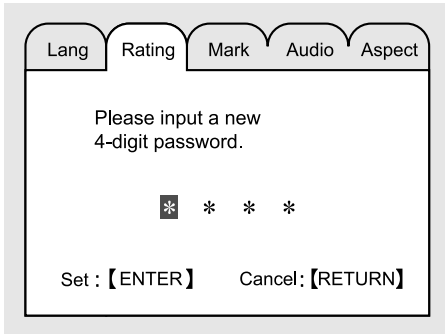 Lang Rating Mark Audio Aspect
Please input a new
4-digit password.
* * * *
Set :【ENTER】 Cancel:【RETURN】